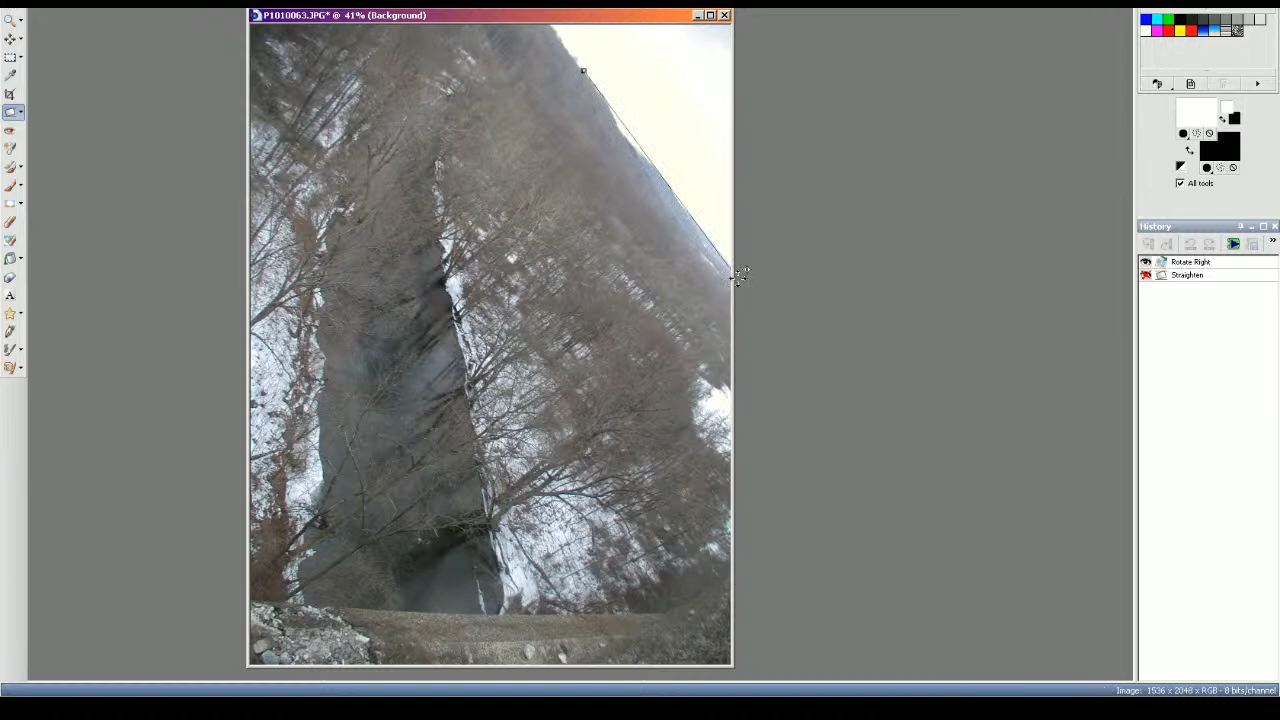 P1010063.JPG* @ 41% (Background)
All tools
History
Rotate Right
Straighten
Image: 1536 x 2048 x RGB - 8 bits/channel